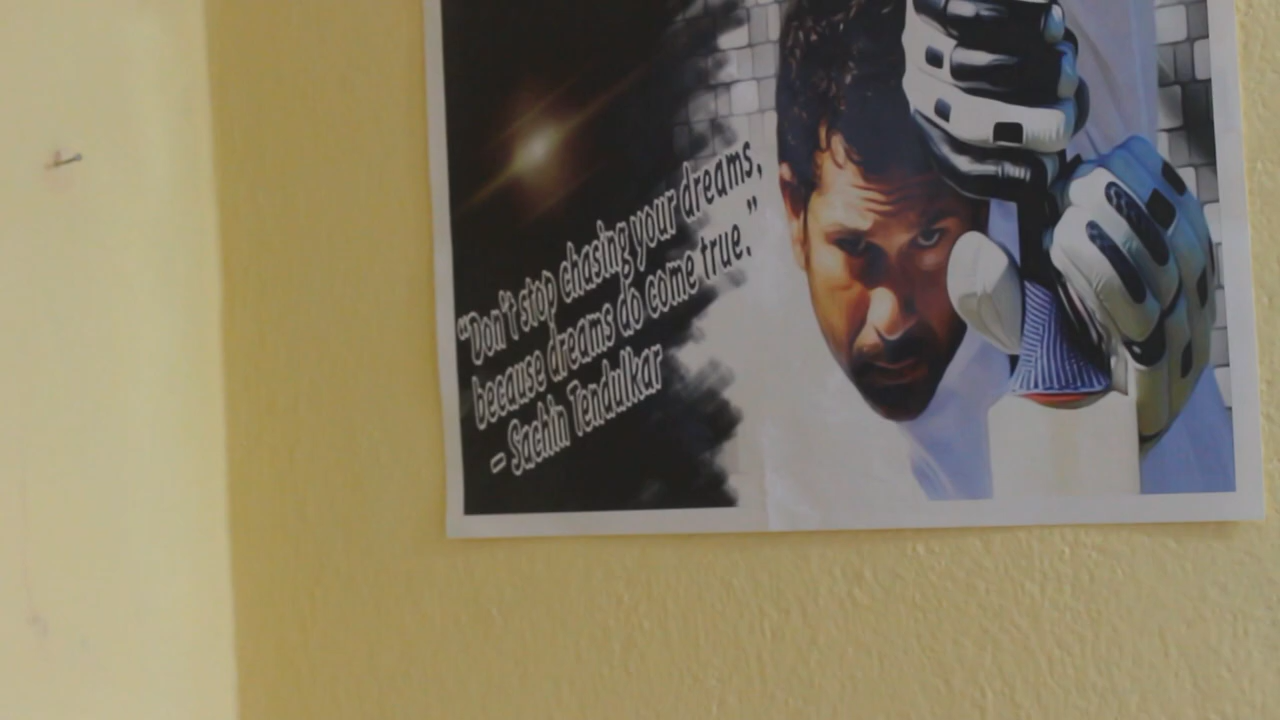 “Don't stop chasing your dreams,
because dreams do come true.”
– Sachin Tendulkar